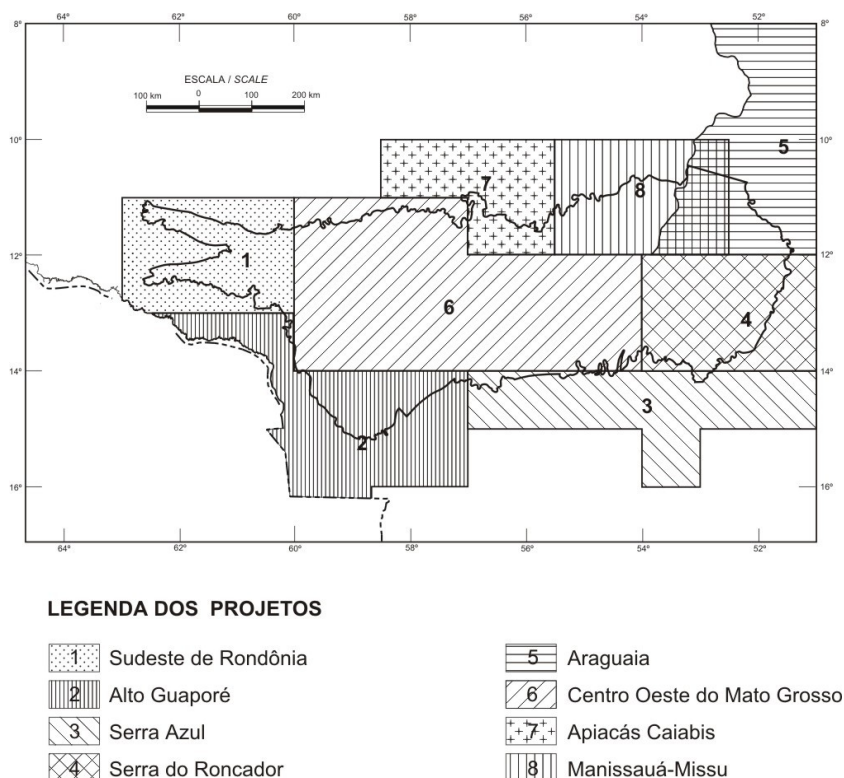 64° 62° 60° 58° 56° 54° 52°
8° 8°
ESCALA / SCALE
100 km 0 100 200 km
10° 10°
5
7
8
12° 12°
1
6
4
14° 14°
3
2
16° 16°
64° 62° 60° 58° 56° 54° 52°
LEGENDA DOS PROJETOS
1 Sudeste de Rondônia
2 Alto Guaporé
3 Serra Azul
4 Serra do Roncador
5 Araguaia
6 Centro Oeste do Mato Grosso
7 Apiacás Caiabis
8 Manissauá-Missu